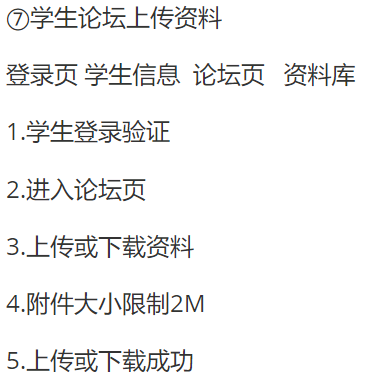 ⑦学生论坛上传资料
登录页 学生信息 论坛页 资料库
1.学生登录验证
2.进入论坛页
3.上传或下载资料
4.附件大小限制2M
5.上传或下载成功